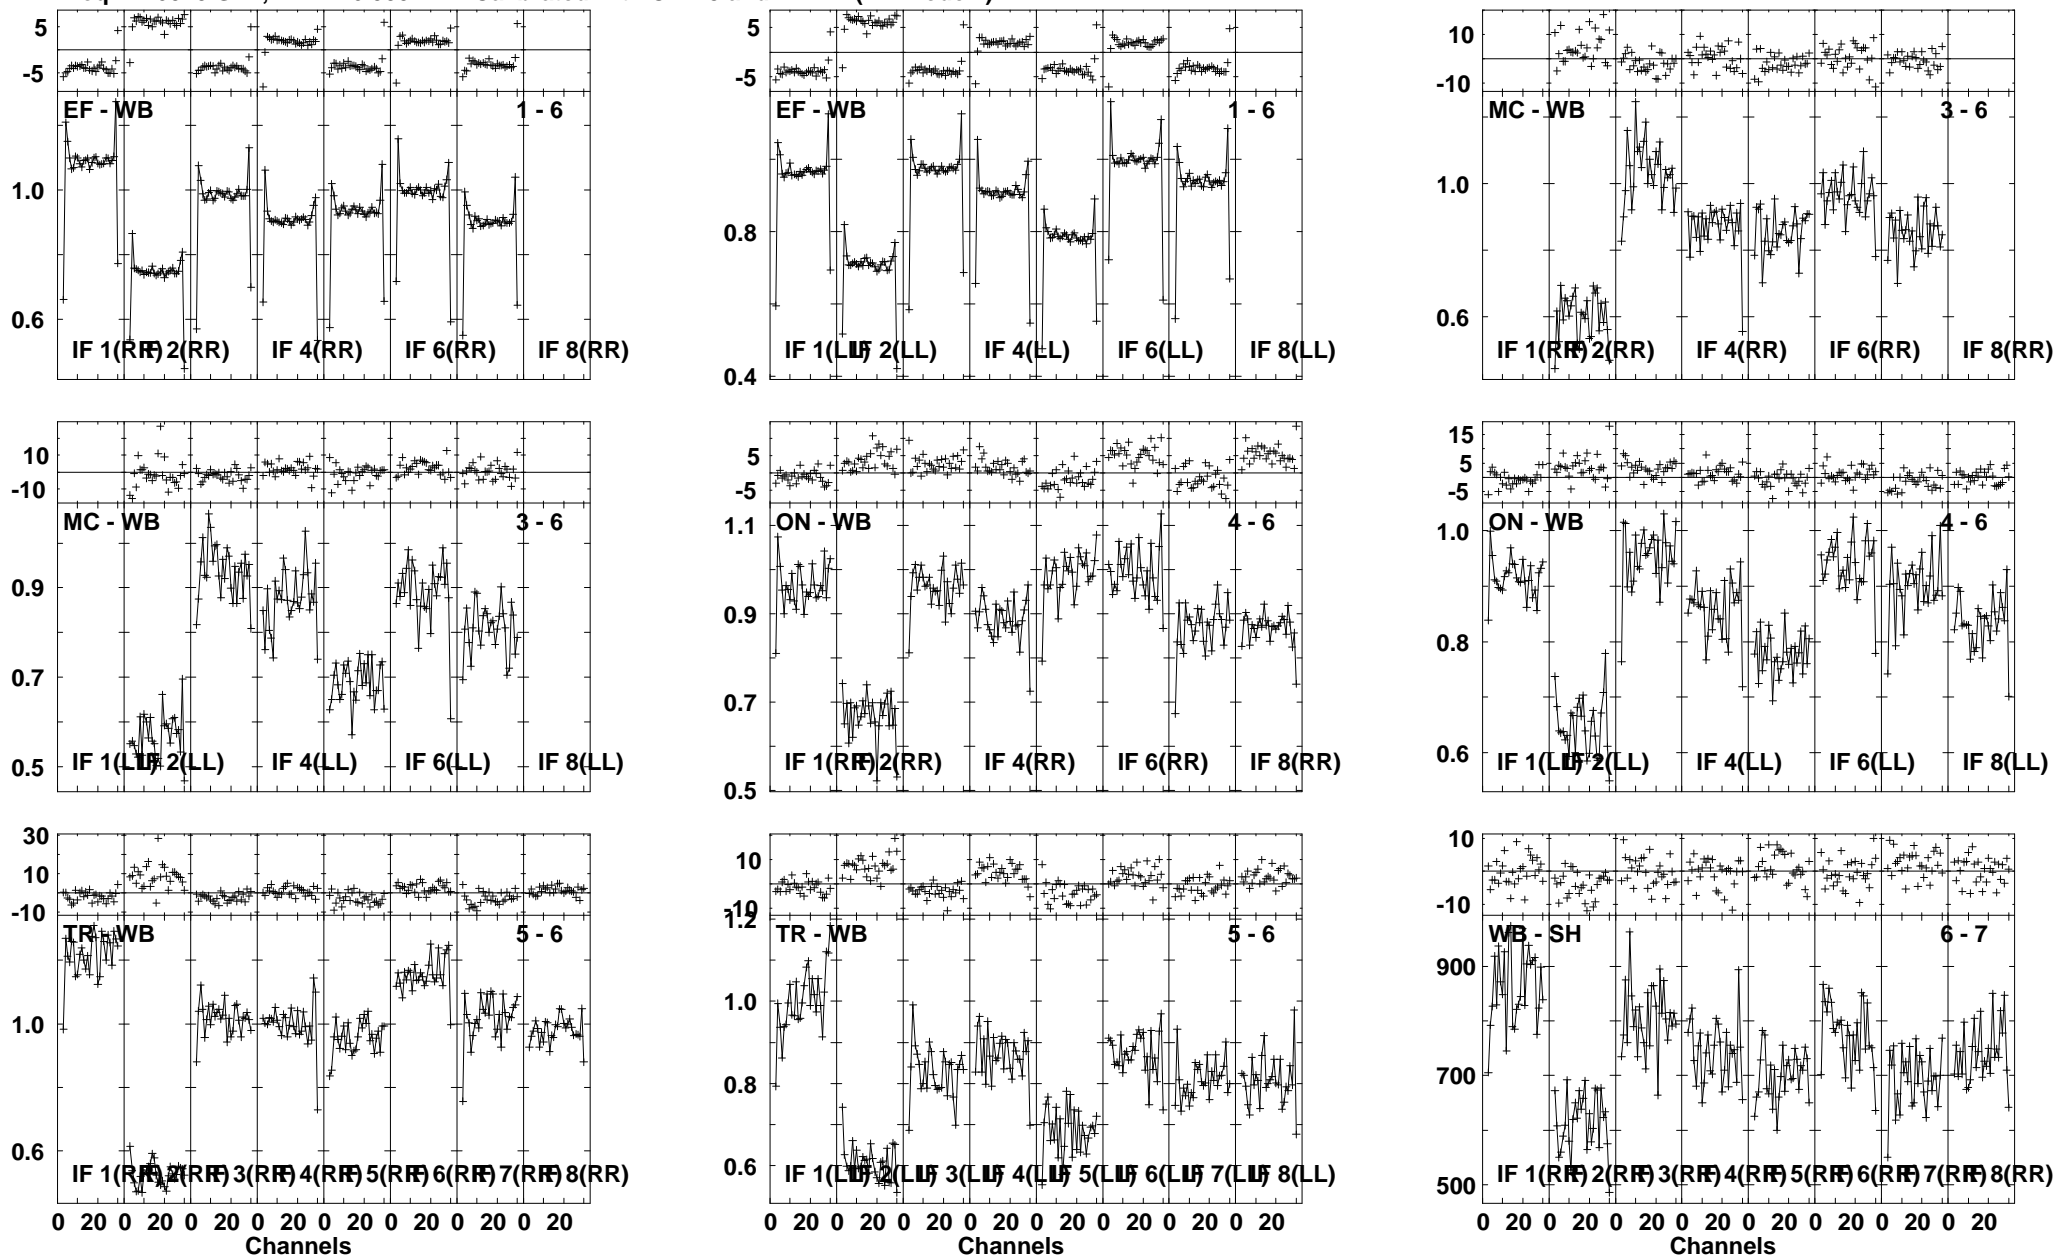 5
-5
EF - WB 1 - 6
1.0
0.6
IF 1(RR) IF 2(RR) IF 4(RR) IF 6(RR) IF 8(RR)
5
-5
EF - WB 1 - 6
0.8
0.4
IF 1(LL) IF 2(LL) IF 4(LL) IF 6(LL) IF 8(LL)
10
-10
MC - WB 3 - 6
1.0
0.6
IF 1(RR) IF 2(RR) IF 4(RR) IF 6(RR) IF 8(RR)
10
-10
MC - WB 3 - 6
0.9
0.7
0.5
IF 1(LL) IF 2(LL) IF 4(LL) IF 6(LL) IF 8(LL)
5
-5
ON - WB 4 - 6
1.1
0.9
0.7
0.5
IF 1(RR) IF 2(RR) IF 4(RR) IF 6(RR) IF 8(RR)
15
5
-5
ON - WB 4 - 6
1.0
0.8
0.6
IF 1(LL) IF 2(LL) IF 4(LL) IF 6(LL) IF 8(LL)
30
10
-10
TR - WB 5 - 6
1.0
0.6
IF 1(RR) IF 2(RR) IF 3(RR) IF 4(RR) IF 5(RR) IF 6(RR) IF 7(RR) IF 8(RR)
0 20 0 20 0 20 0 20 0 20 0 20 0 20 0 20
Channels
10
-10
TR - WB 5 - 6
1.2
1.0
0.8
0.6
IF 1(LL) IF 2(LL) IF 3(LL) IF 4(LL) IF 5(LL) IF 6(LL) IF 7(LL) IF 8(LL)
0 20 0 20 0 20 0 20 0 20 0 20 0 20 0 20
Channels
10
-10
WB - SH 6 - 7
900
700
500
IF 1(RR) IF 2(RR) IF 3(RR) IF 4(RR) IF 5(RR) IF 6(RR) IF 7(RR) IF 8(RR)
0 20 0 20 0 20 0 20 0 20 0 20 0 20 0 20
Channels